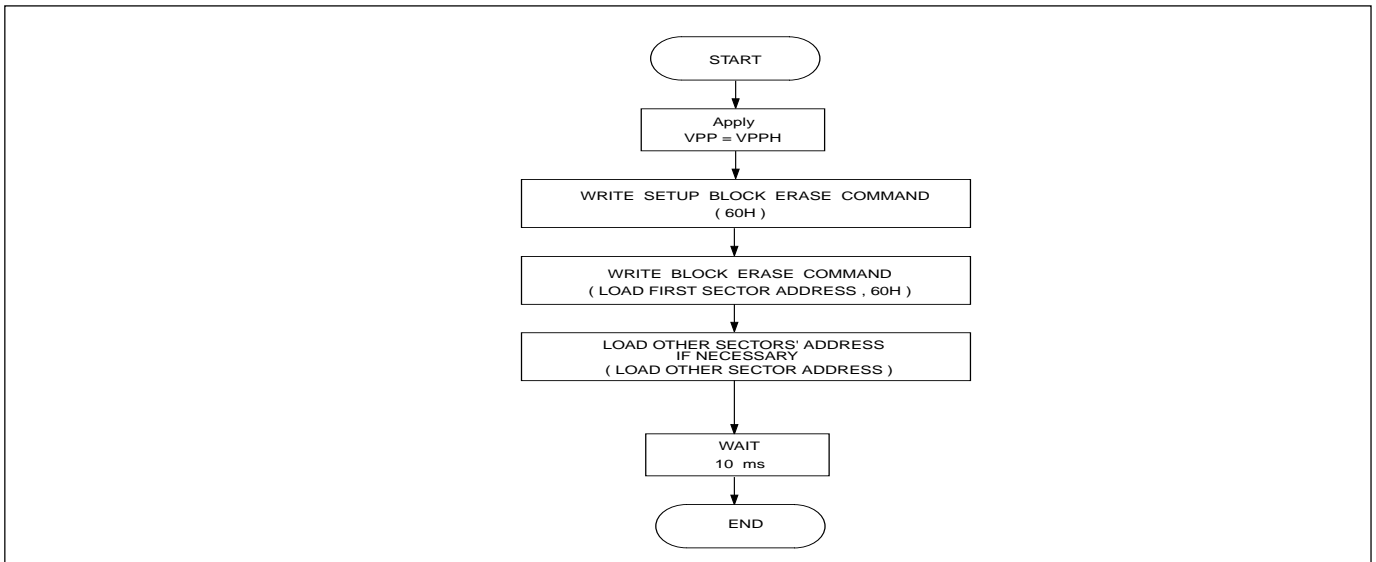 START
Apply
VPP = VPPH
WRITE SETUP BLOCK ERASE COMMAND
( 60H )
WRITE BLOCK ERASE COMMAND
( LOAD FIRST SECTOR ADDRESS , 60H )
LOAD OTHER SECTORS' ADDRESS
IF NECESSARY
( LOAD OTHER SECTOR ADDRESS )
WAIT
10 ms
END